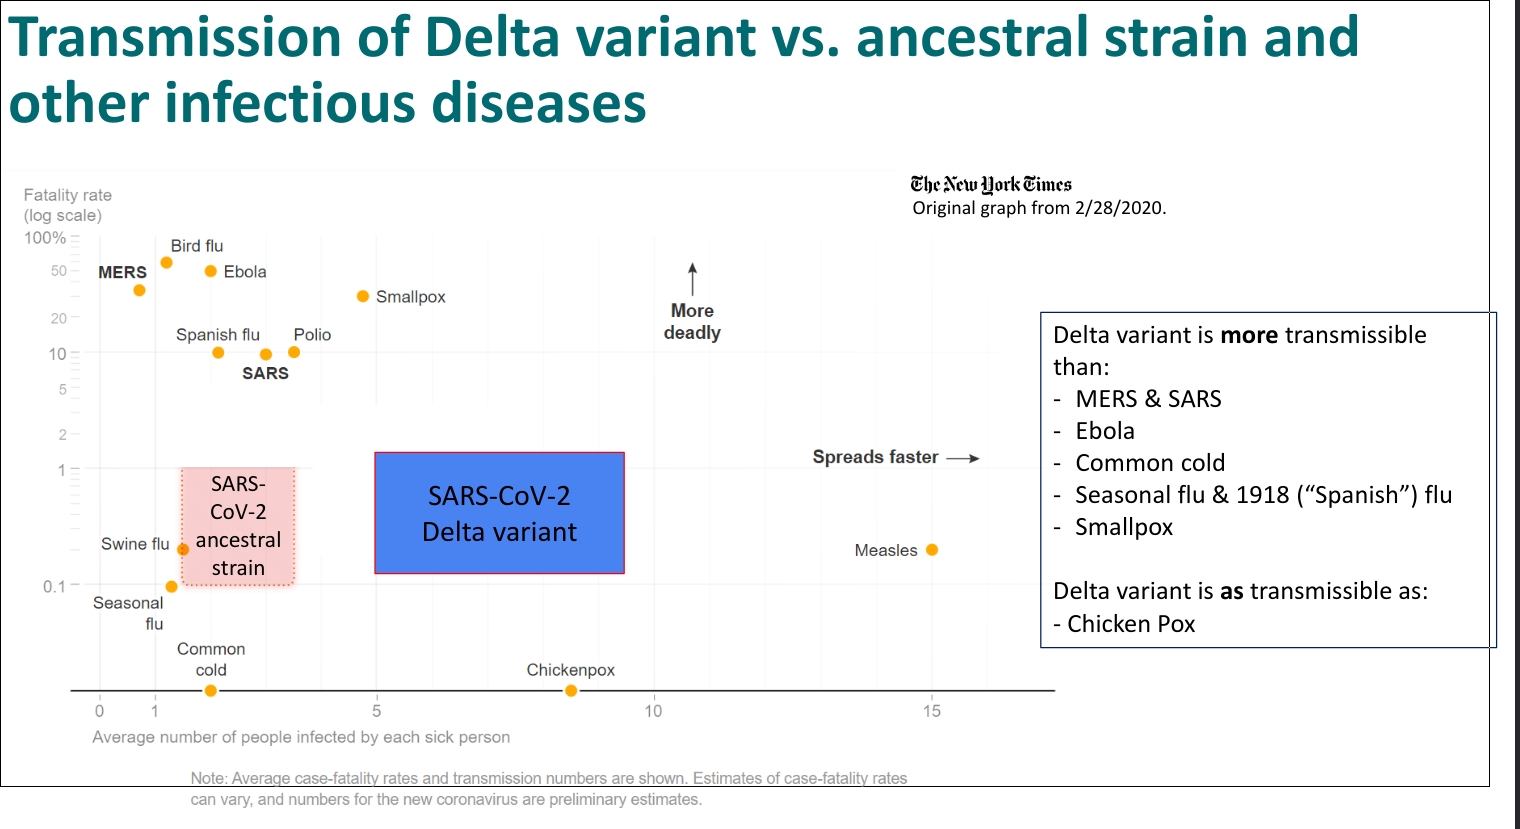 Transmission of Delta variant vs. ancestral strain and
other infectious diseases
The New York Times
Original graph from 2/28/2020.
Fatality rate
(log scale)
100%
50
20
10
5
2
1
0.1
Bird flu
MERS
Ebola
Smallpox
Spanish flu
Polio
SARS
More
deadly
Spreads faster
SARS-
CoV-2
ancestral
strain
SARS-CoV-2
Delta variant
Swine flu
Measles
Seasonal
flu
Common
cold
Chickenpox
0
1
5
10
15
Average number of people infected by each sick person
Note: Average case-fatality rates and transmission numbers are shown. Estimates of case-fatality rates
can vary, and numbers for the new coronavirus are preliminary estimates.
Delta variant is more transmissible
than:
- MERS & SARS
- Ebola
- Common cold
- Seasonal flu & 1918 (“Spanish”) flu
- Smallpox
Delta variant is as transmissible as:
- Chicken Pox